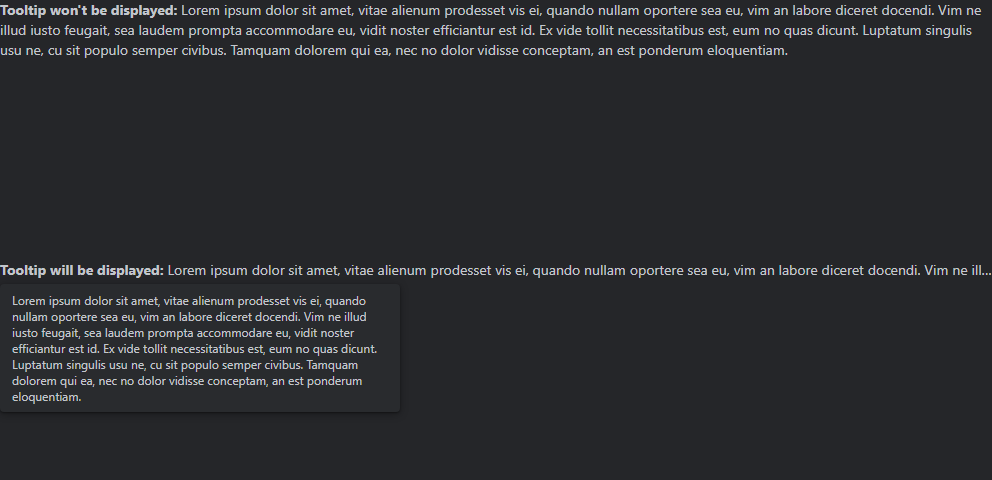 Tooltip won't be displayed: Lorem ipsum dolor sit amet, vitae alienum prodesset vis ei, quando nullam oportere sea eu, vim an labore diceret docendi. Vim ne
illud iusto feugait, sea laudem prompta accommodare eu, vidit noster efficiantur est id. Ex vide tollit necessitatibus est, eum no quas dicunt. Luptatum singulis
usu ne, cu sit populo semper civibus. Tamquam dolorem qui ea, nec no dolor vidisse conceptam, an est ponderum eloquentiam.
Tooltip will be displayed: Lorem ipsum dolor sit amet, vitae alienum prodesset vis ei, quando nullam oportere sea eu, vim an labore diceret docendi. Vim ne ill...
Lorem ipsum dolor sit amet, vitae alienum prodesset vis ei, quando
nullam oportere sea eu, vim an labore diceret docendi. Vim ne illud
iusto feugait, sea laudem prompta accommodare eu, vidit noster
efficiantur est id. Ex vide tollit necessitatibus est, eum no quas dicunt.
Luptatum singulis usu ne, cu sit populo semper civibus. Tamquam
dolorem qui ea, nec no dolor vidisse conceptam, an est ponderum
eloquentiam.